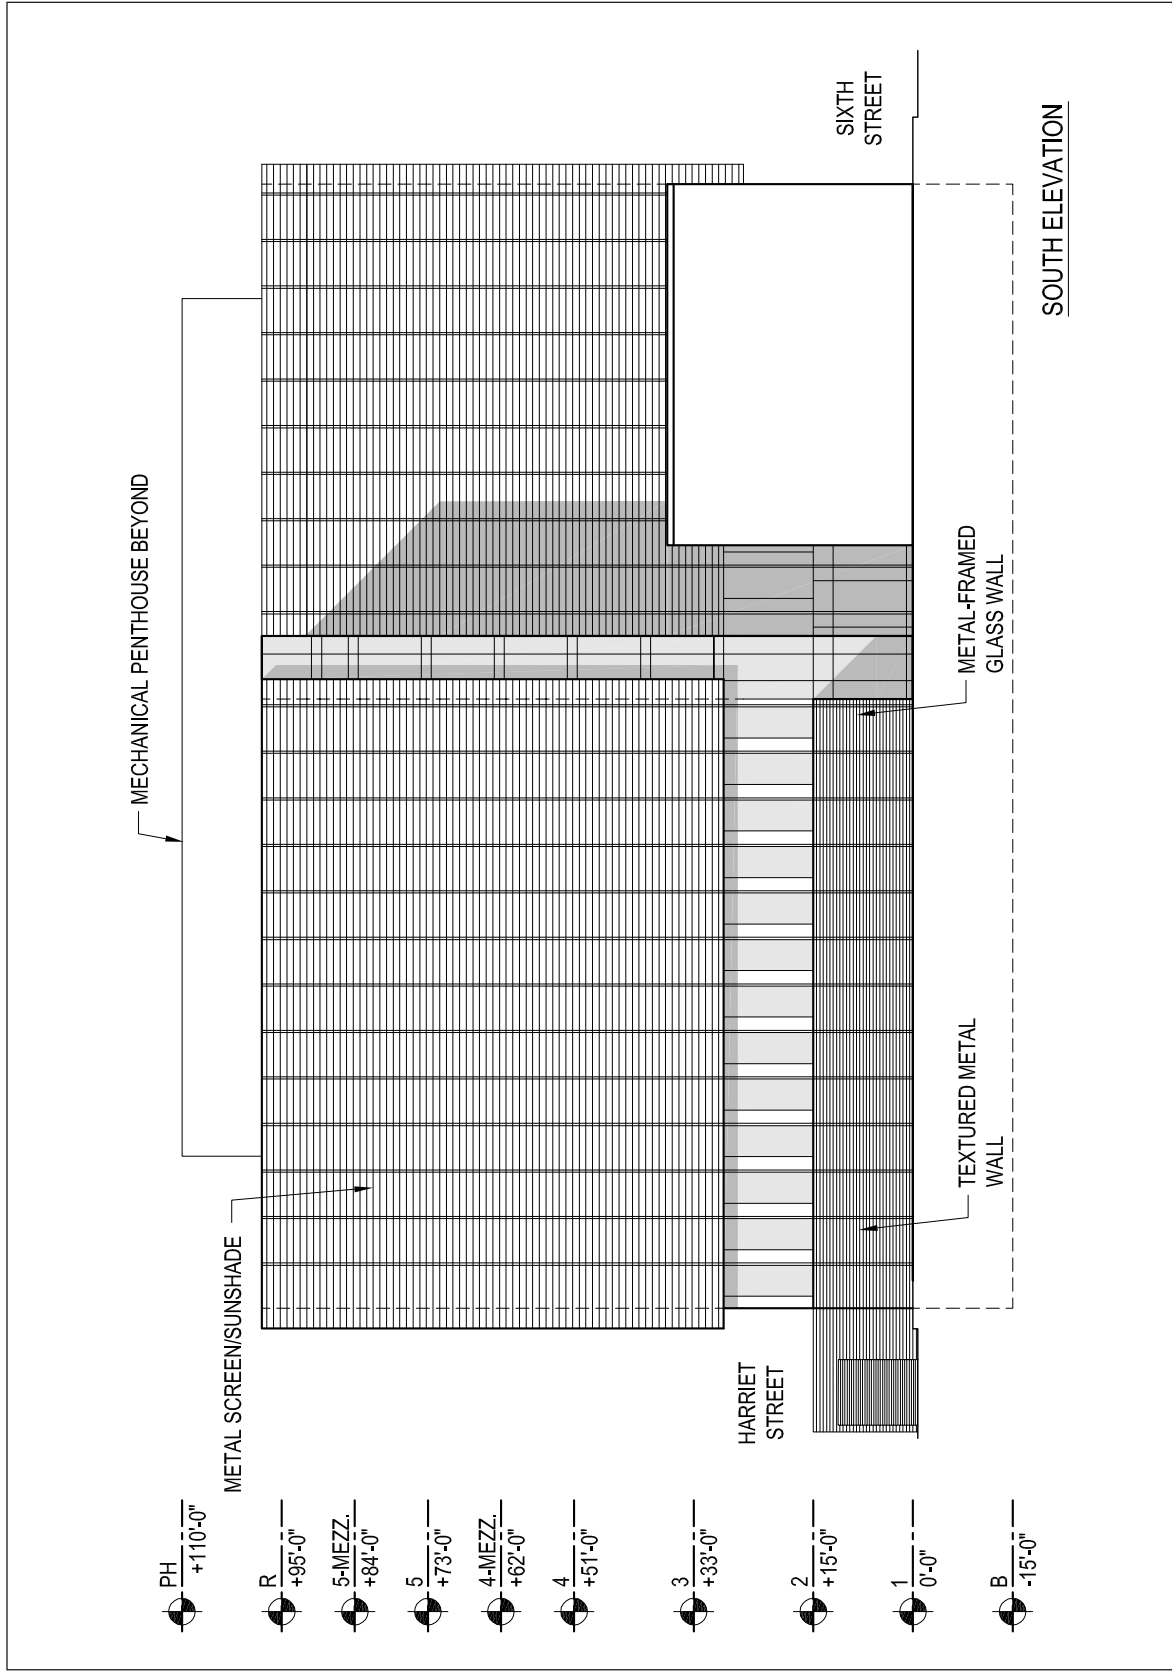 PH
+110'-0"
R
+95'-0"
5-MEZZ.
+84'-0"
5
+73'-0"
4-MEZZ.
+62'-0"
4
+51'-0"
3
+33'-0"
2
+15'-0"
1
0'-0"
B
-15'-0"
METAL SCREEN/SUNSHADE
MECHANICAL PENTHOUSE BEYOND
HARRIET
STREET
TEXTURED METAL
WALL
METAL-FRAMED
GLASS WALL
SIXTH
STREET
SOUTH ELEVATION